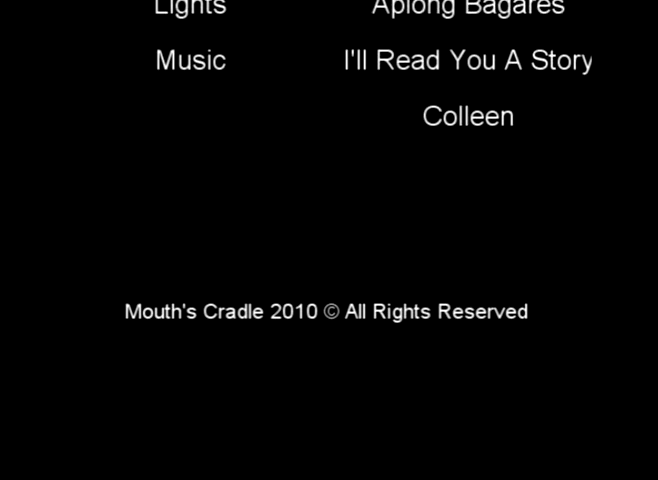 Lights Aplong Bagares
Music I'll Read You A Story
Colleen
Mouth's Cradle 2010 © All Rights Reserved